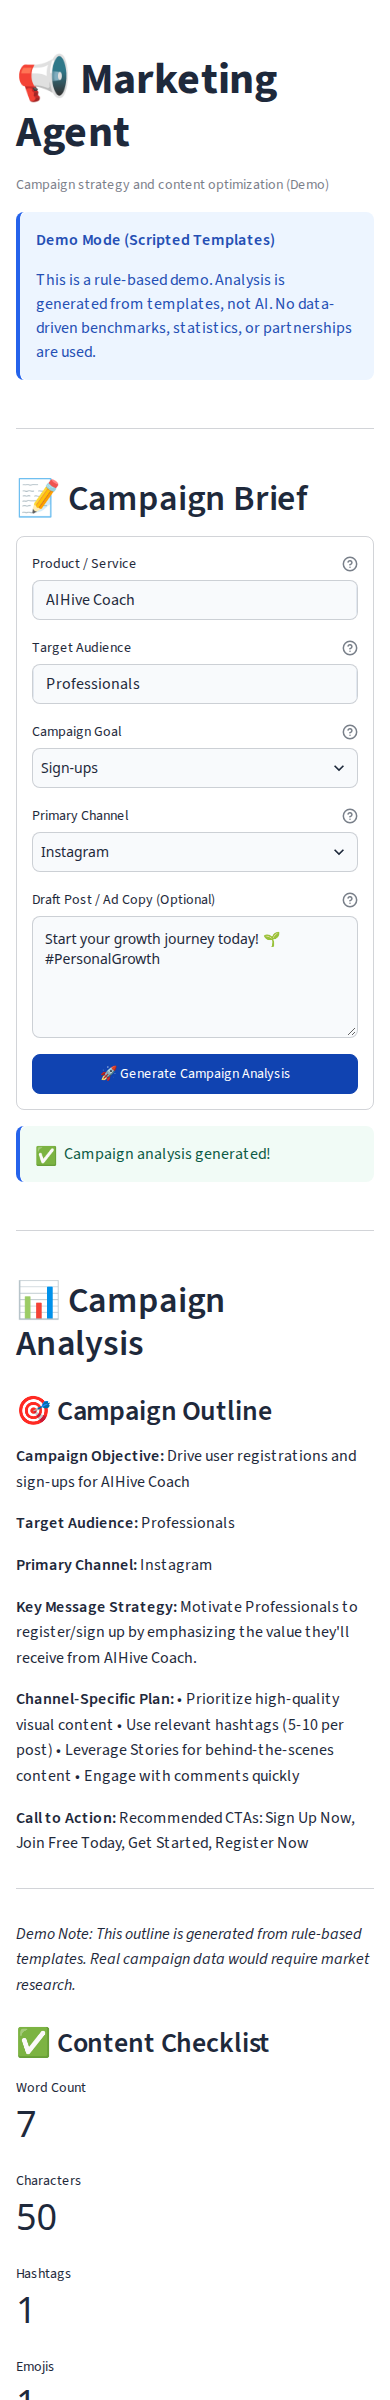 📢 Marketing
Agent
Campaign strategy and content optimization (Demo)
Demo Mode (Scripted Templates)
This is a rule-based demo. Analysis is
generated from templates, not AI. No data-
driven benchmarks, statistics, or partnerships
are used.
📝 Campaign Brief
Product / Service
AIHive Coach
Target Audience
Professionals
Campaign Goal
Sign-ups
Primary Channel
Instagram
Draft Post / Ad Copy (Optional)
Start your growth journey today! 🌱
#PersonalGrowth
🚀 Generate Campaign Analysis
✅ Campaign analysis generated!
📊 Campaign
Analysis
🎯 Campaign Outline
Campaign Objective: Drive user registrations and
sign-ups for AIHive Coach
Target Audience: Professionals
Primary Channel: Instagram
Key Message Strategy: Motivate Professionals to
register/sign up by emphasizing the value they'll
receive from AIHive Coach.
Channel-Specific Plan: • Prioritize high-quality
visual content • Use relevant hashtags (5-10 per
post) • Leverage Stories for behind-the-scenes
content • Engage with comments quickly
Call to Action: Recommended CTAs: Sign Up Now,
Join Free Today, Get Started, Register Now
Demo Note: This outline is generated from rule-based
templates. Real campaign data would require market
research.
✅ Content Checklist
Word Count
7
Characters
50
Hashtags
1
Emojis